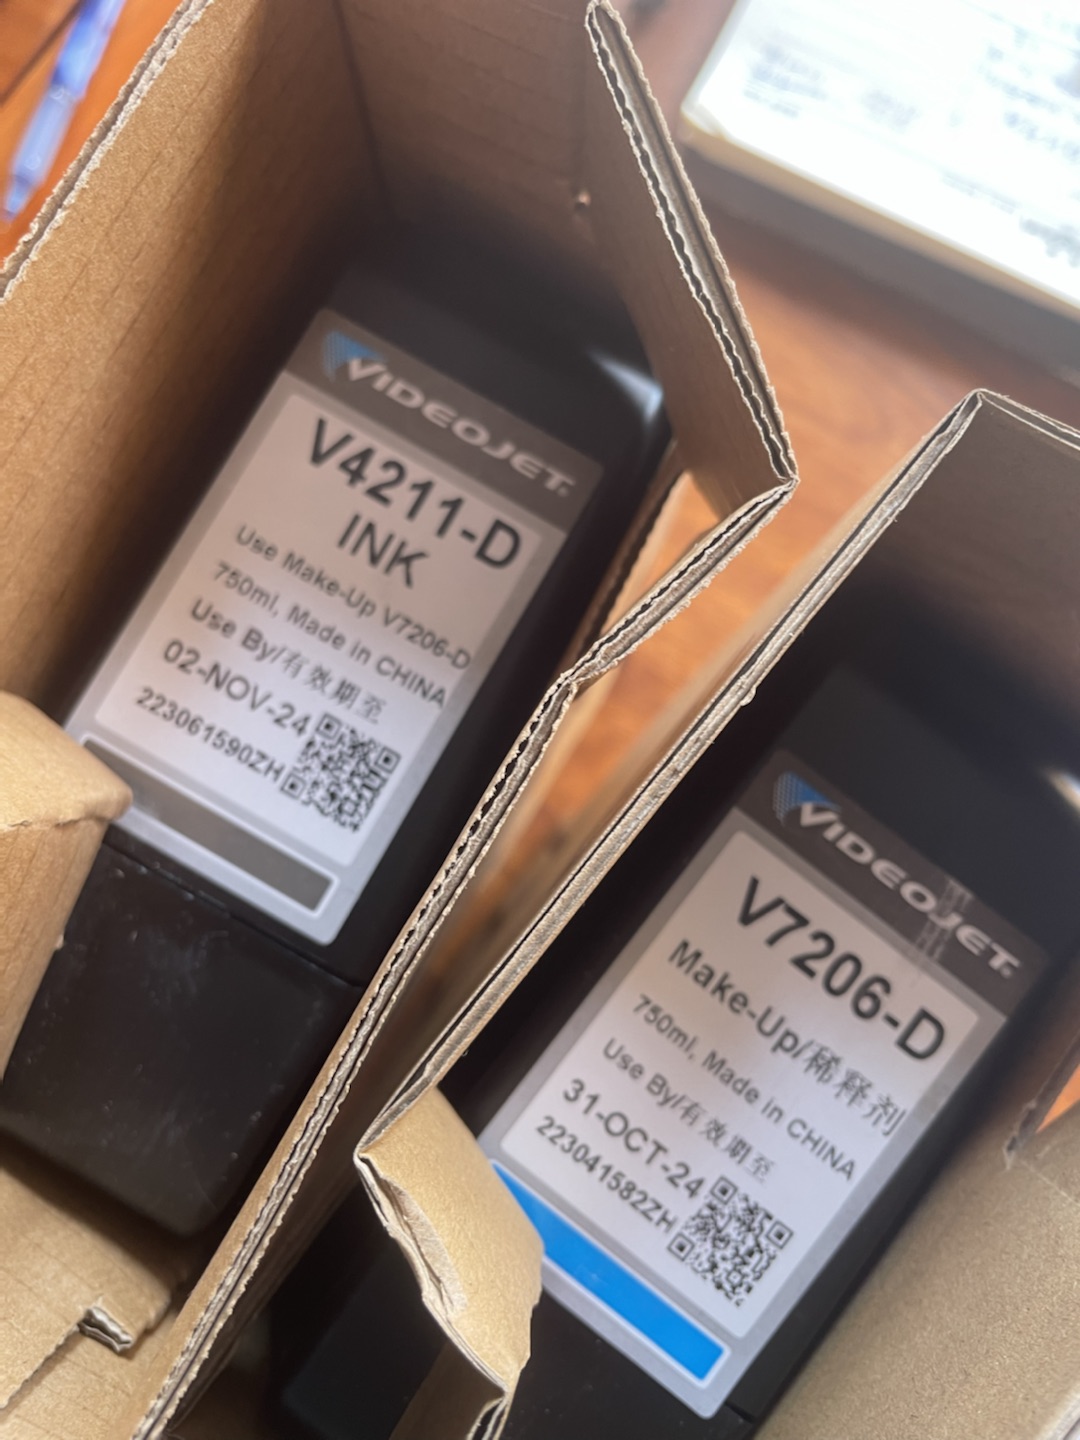 VIDEOJET
V4211-D
INK
Use Make-Up V7206-D
750ml, Made in CHINA
Use By/有效期至
02-NOV-24
223061590ZH
VIDEOJET
V7206-D
Make-Up/稀释剂
750ml, Made in CHINA
Use By/有效期至
31-OCT-24
223041582ZH